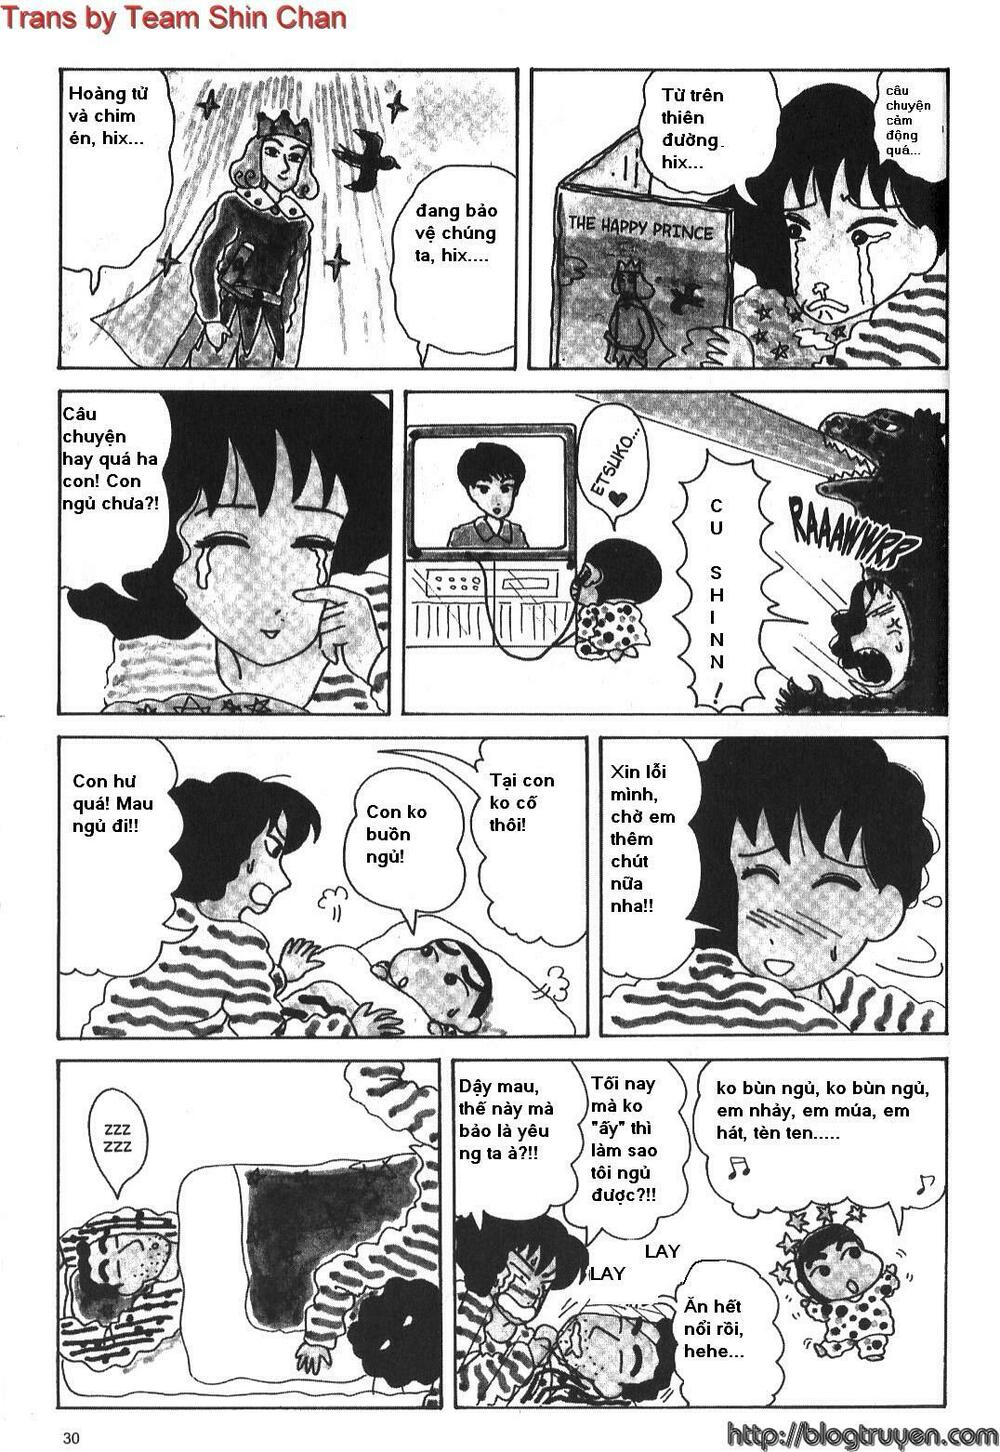 Trans by Team Shin Chan
Hoàng tử
và chim
én, hix...
đang bảo
vệ chúng
ta, hix....
Từ trên
thiên
đường.
hix...
câu
chuyện
cảm
động
quá...
THE HAPPY PRINCE
Câu
chuyện
hay quá ha
con! Con
ngủ chưa?!
ETSUKO...
CU
SHINN!
RAAAWWRR
Con hư
quá! Mau
ngủ đi!!
Con ko
buồn
ngủ!
Tại con
ko cố
thôi!
Xin lỗi
mình,
chờ em
thêm
chút
nữa
nha!!
zzz
zzz
Dậy mau,
thế này mà
bảo là yêu
ng ta à?!!
Tối nay
mà ko
"ấy" thì
làm sao
tôi ngủ
được?!!
ko bùn ngủ, ko bùn ngủ,
em nhảy, em múa, em
hát, tèn ten.....
LAY
LAY
Ăn hết
nổi rồi,
hehe...
30
http://blogtruyen.com